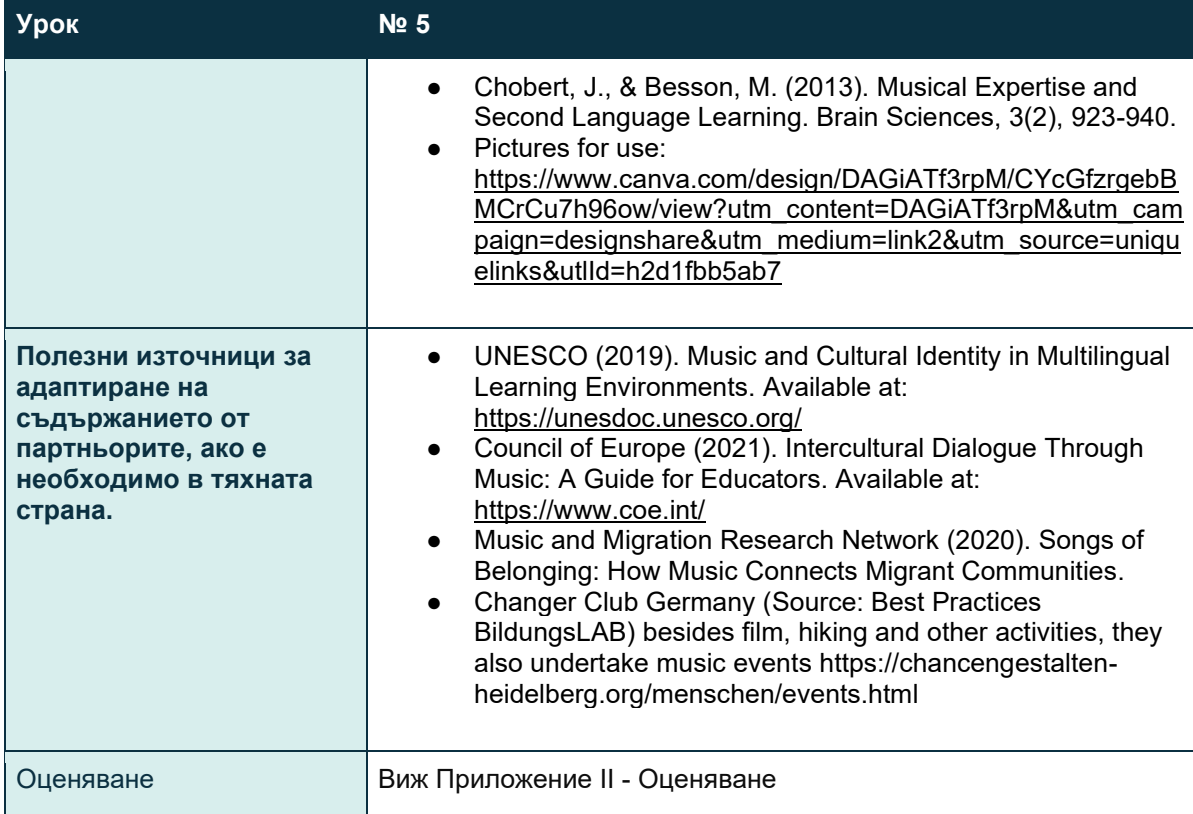 Урок № 5
● Chobert, J., & Besson, M. (2013). Musical Expertise and
Second Language Learning. Brain Sciences, 3(2), 923-940.
● Pictures for use:
https://www.canva.com/design/DAGiATf3rpM/CYcGfzrgebB
MCrCu7h96ow/view?utm_content=DAGiATf3rpM&utm_cam
paign=designshare&utm_medium=link2&utm_source=uniqu
elinks&utlId=h2d1fbb5ab7
Полезни източници за
адаптиране на
съдържанието от
партньорите, ако е
необходимо в тяхната
страна.
● UNESCO (2019). Music and Cultural Identity in Multilingual
Learning Environments. Available at:
https://unesdoc.unesco.org/
● Council of Europe (2021). Intercultural Dialogue Through
Music: A Guide for Educators. Available at:
https://www.coe.int/
● Music and Migration Research Network (2020). Songs of
Belonging: How Music Connects Migrant Communities.
● Changer Club Germany (Source: Best Practices
BildungsLAB) besides film, hiking and other activities, they
also undertake music events https://chancengestalten-
heidelberg.org/menschen/events.html
Оценяване Виж Приложение II - Оценяване